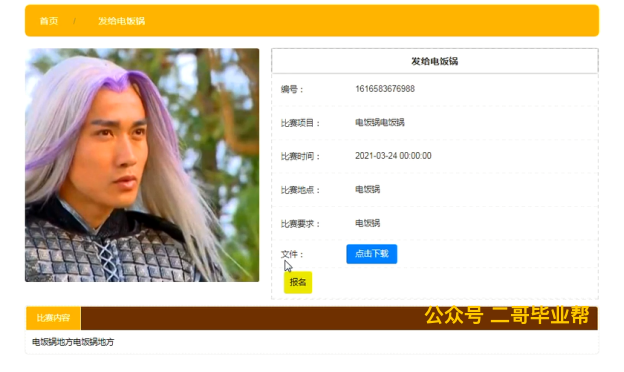 首页 / 发给电饭锅
发给电饭锅
编号： 1616583676988
比赛项目： 电饭锅电饭锅
比赛时间： 2021-03-24 00:00:00
比赛地点： 电饭锅
比赛要求： 电饭锅
文件： 点击下载
报名
比赛内容
公众号 二哥毕业帮
电饭锅地方电饭锅地方